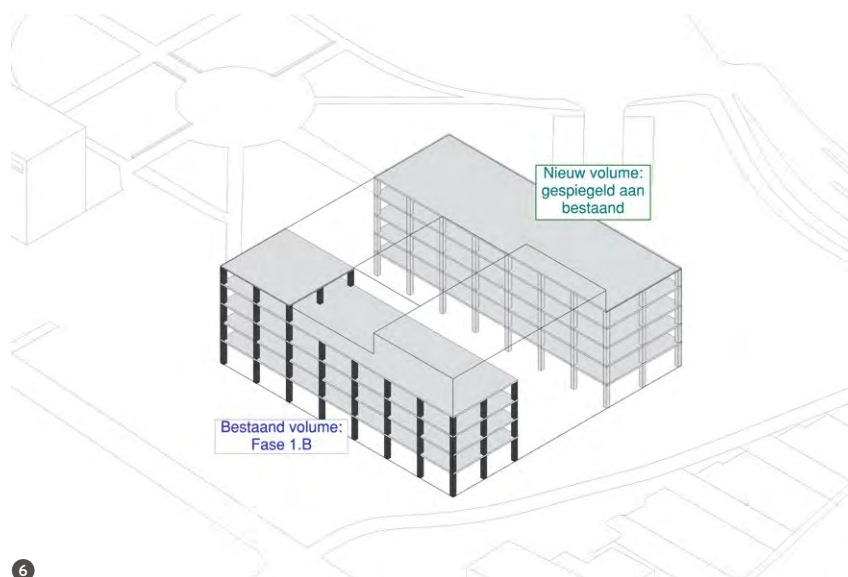 Nieuw volume:
gespiegeld aan
bestaand
Bestaand volume:
Fase 1.B
6